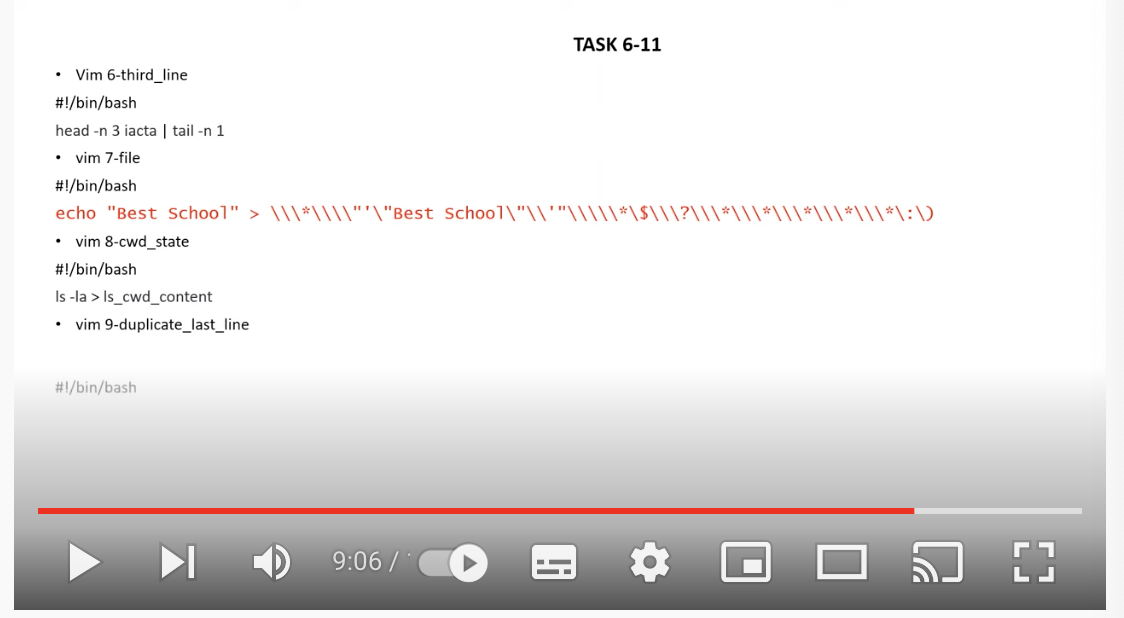 TASK 6-11
• Vim 6-third_line
#!/bin/bash
head -n 3 iacta | tail -n 1
• vim 7-file
#!/bin/bash
echo "Best School" > \\\*\\\\"'\"Best School\"\\'"\\\\\*\$\\\?\\\*\\\*\\\*\\\*\\\*\:\)
• vim 8-cwd_state
#!/bin/bash
ls -la > ls_cwd_content
• vim 9-duplicate_last_line
#!/bin/bash
9:06 /